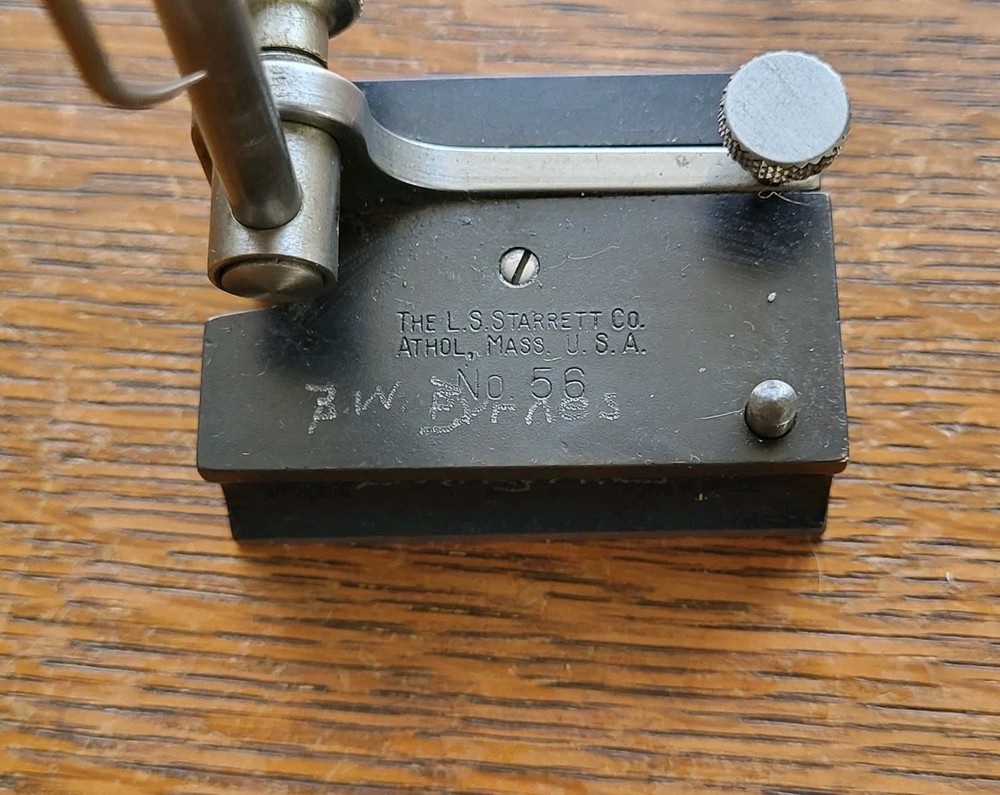 THE L.S. STARRETT CO.
ATHOL, MASS. U.S.A.
No. 56
B.W.